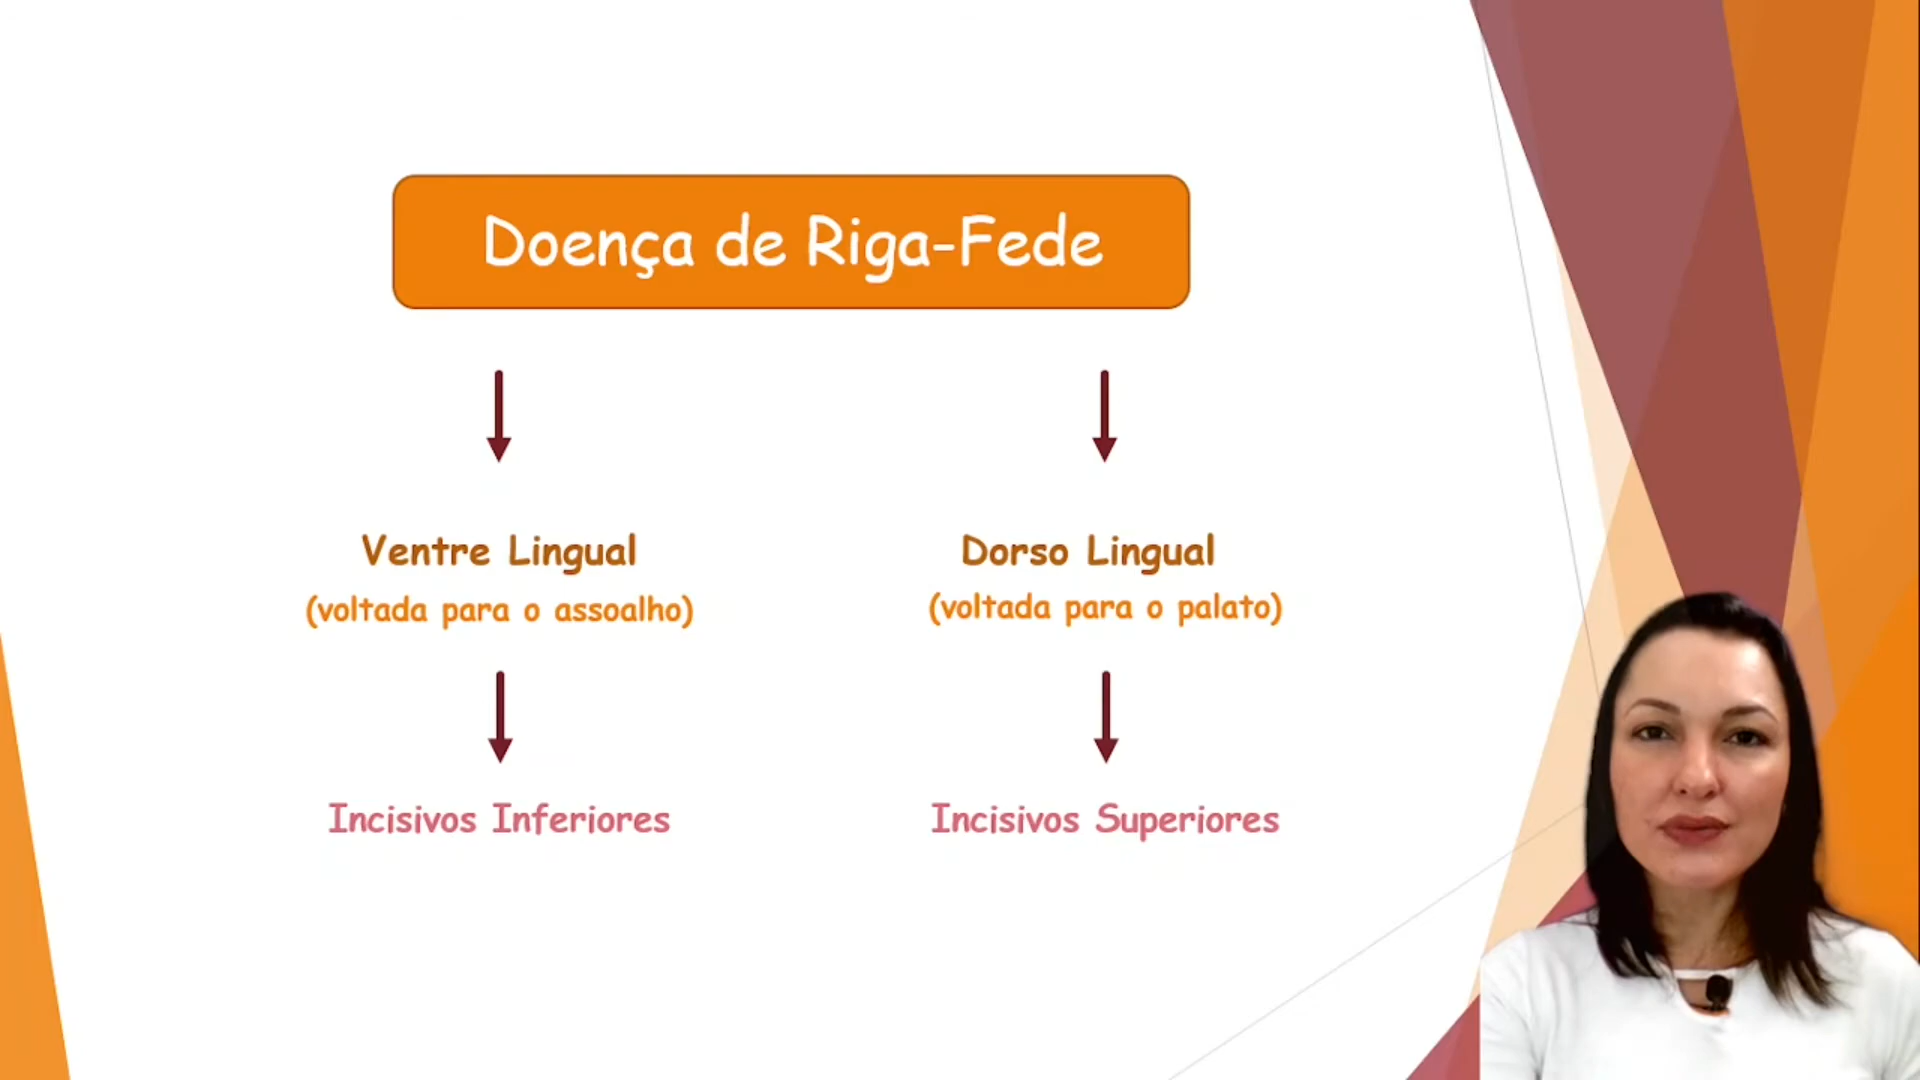 Doença de Riga-Fede
Ventre Lingual
(voltada para o assoalho)
Incisivos Inferiores
Dorso Lingual
(voltada para o palato)
Incisivos Superiores